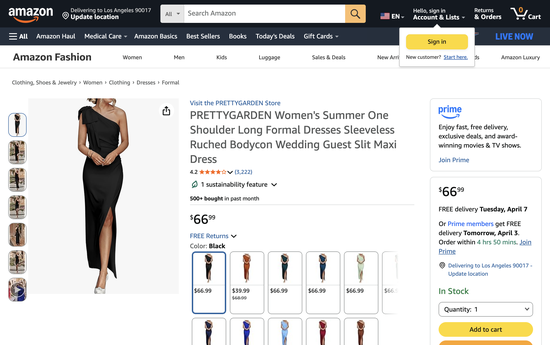 amazon
Delivering to Los Angeles 90017
Update location
All
Search Amazon
EN
Hello, sign in
Account & Lists
Returns
& Orders
0
Cart
All
Amazon Haul
Medical Care
Amazon Basics
Best Sellers
Books
Today's Deals
Gift Cards
LIVE NOW
Sign in
New customer? Start here.
Amazon Fashion
Women
Men
Kids
Luggage
Sales & Deals
New Arri
ds
Amazon Luxury
Clothing, Shoes & Jewelry › Women › Clothing › Dresses › Formal
Visit the PRETTYGARDEN Store
PRETTYGARDEN Women's Summer One
Shoulder Long Formal Dresses Sleeveless
Ruched Bodycon Wedding Guest Slit Maxi
Dress
4.2
(3,222)
1 sustainability feature
500+ bought in past month
$66.99
FREE Returns
Color: Black
$66.99
$39.99
$68.99
$66.99
$66.99
$66.99
$66.
prime
Enjoy fast, free delivery,
exclusive deals, and award-
winning movies & TV shows.
Join Prime
$66.99
FREE delivery Tuesday, April 7
Or Prime members get FREE
delivery Tomorrow, April 3.
Order within 4 hrs 50 mins. Join
Prime
Delivering to Los Angeles 90017 -
Update location
In Stock
Quantity: 1
Add to cart